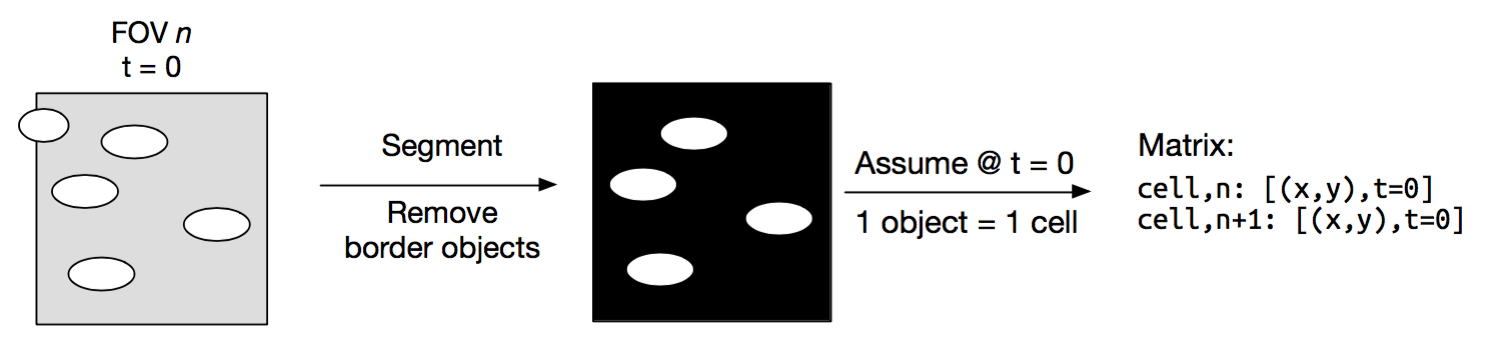 FOV n
t = 0
Segment
Remove
border objects
Assume @ t = 0
1 object = 1 cell
Matrix:
cell,n: [(x,y),t=0]
cell,n+1: [(x,y),t=0]